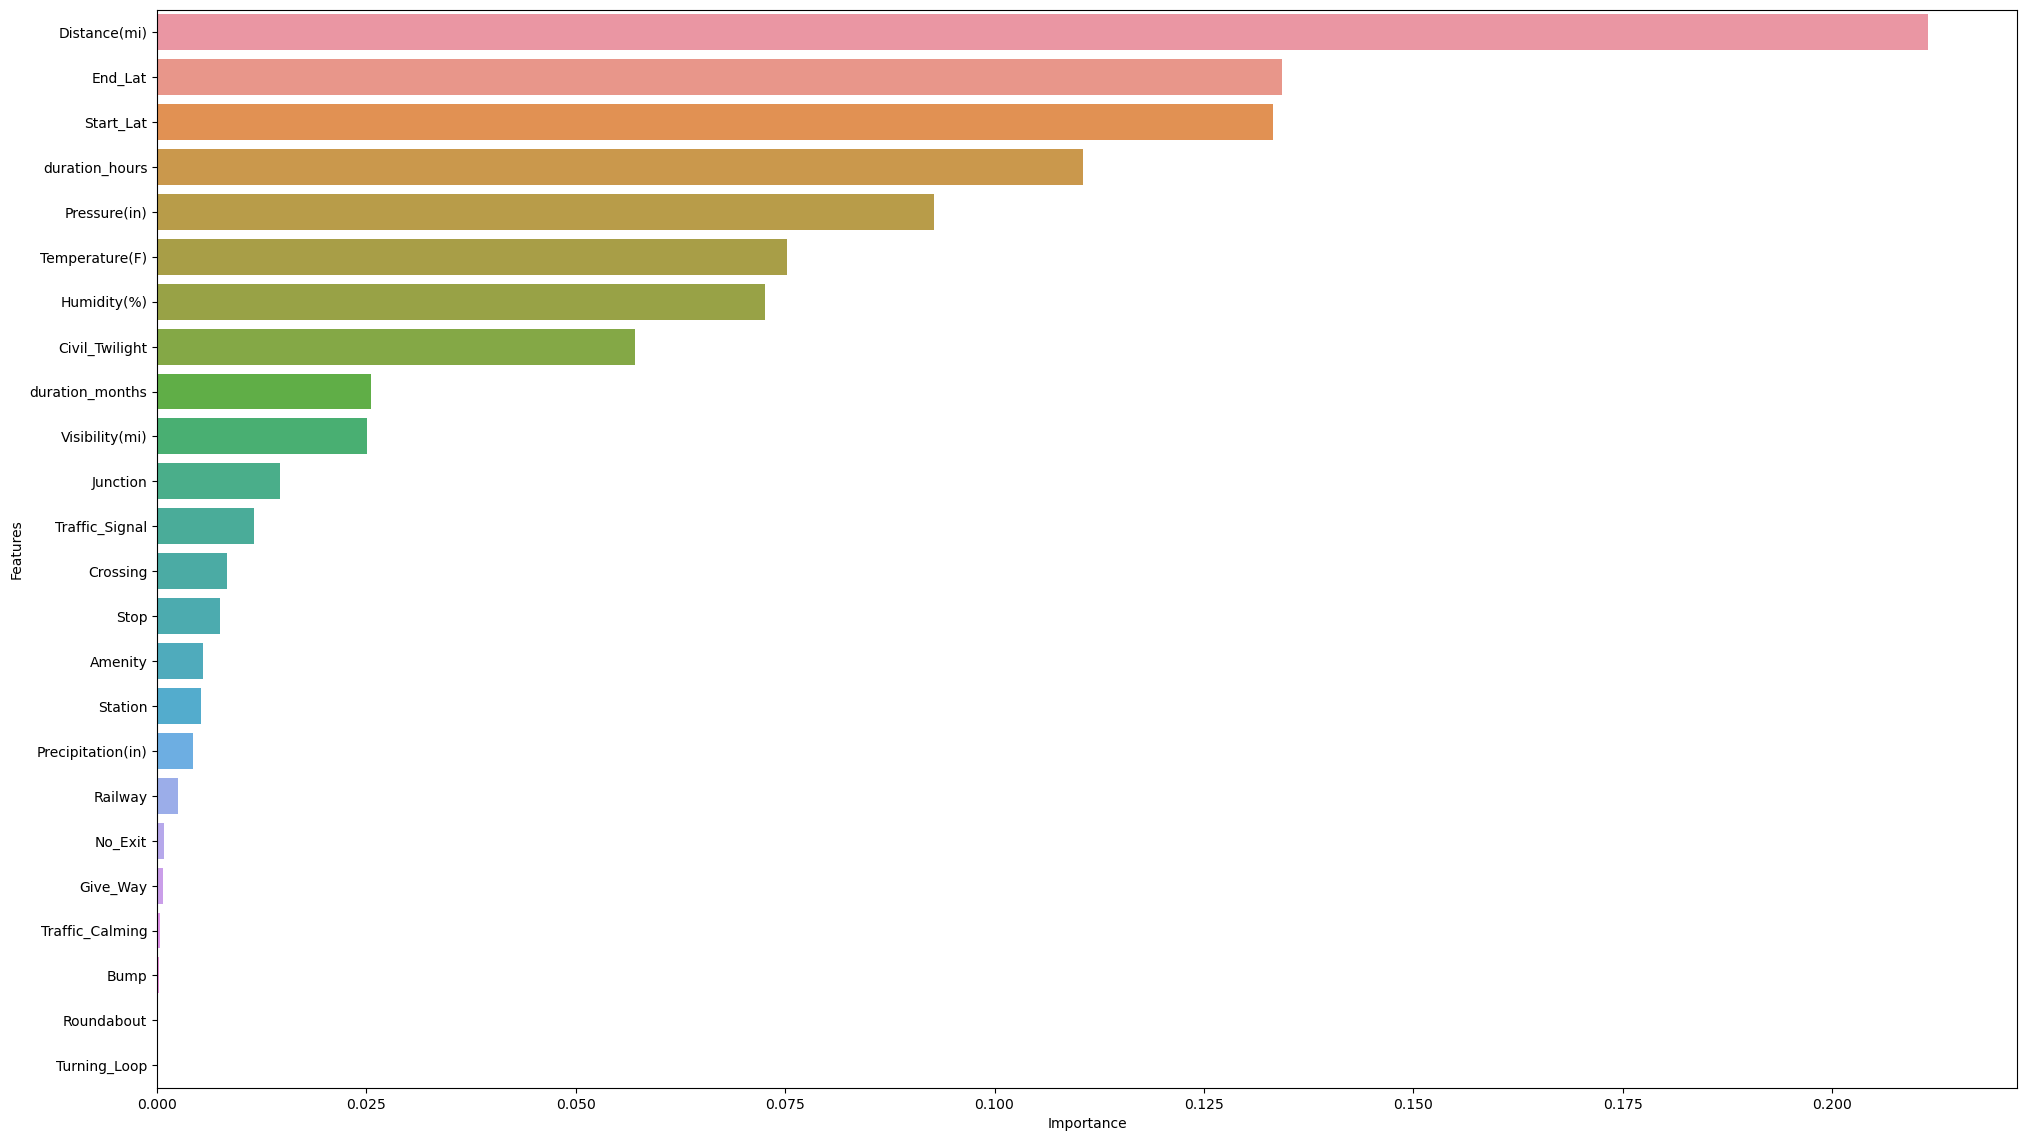 Distance(mi)
End_Lat
Start_Lat
duration_hours
Pressure(in)
Temperature(F)
Humidity(%)
Civil_Twilight
duration_months
Visibility(mi)
Junction
Traffic_Signal
Crossing
Stop
Amenity
Station
Precipitation(in)
Railway
No_Exit
Give_Way
Traffic_Calming
Bump
Roundabout
Turning_Loop
Features
0.000 0.025 0.050 0.075 0.100 0.125 0.150 0.175 0.200
Importance